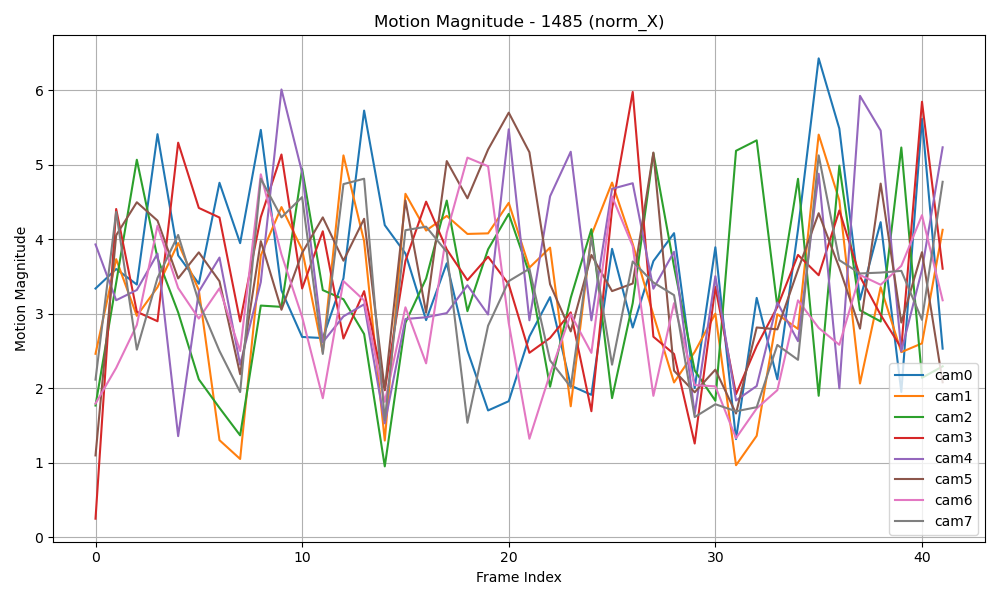 Motion Magnitude - 1485 (norm_X)
Motion Magnitude
6
5
4
3
2
1
0
0 10 20 30 40
Frame Index
cam0
cam1
cam2
cam3
cam4
cam5
cam6
cam7